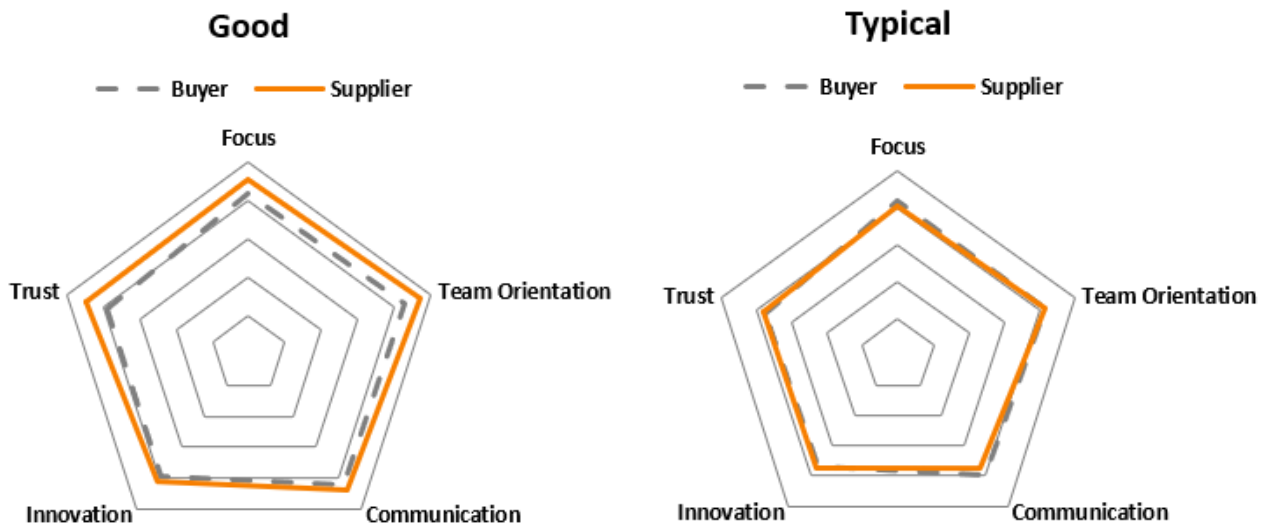 Good
Buyer Supplier
Focus
Trust
Team Orientation
Innovation
Communication
Typical
Buyer Supplier
Focus
Trust
Team Orientation
Innovation
Communication